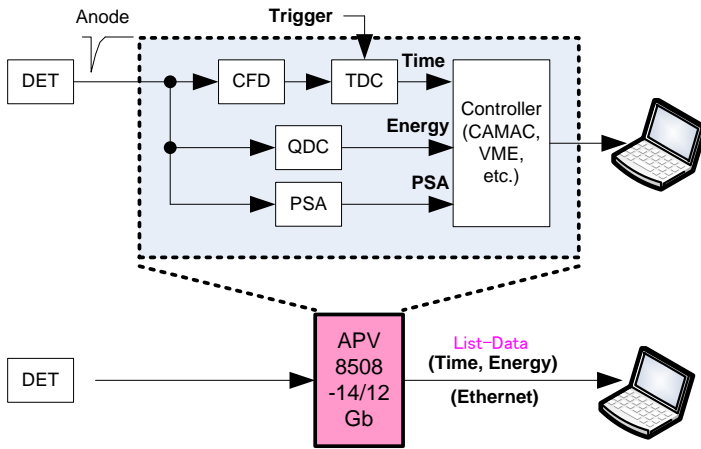 Anode
Trigger
DET
CFD
TDC
Time
Controller
(CAMAC,
VME,
etc.)
QDC
Energy
PSA
PSA
DET
APV
8508
-14/12
Gb
List-Data
(Time, Energy)
(Ethernet)